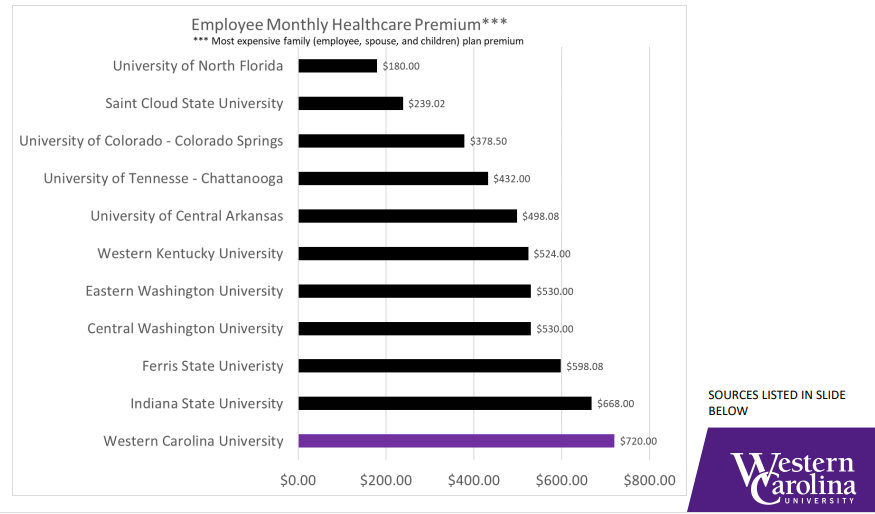 Employee Monthly Healthcare Premium***
*** Most expensive family (employee, spouse, and children) plan premium
University of North Florida $180.00
Saint Cloud State University $239.02
University of Colorado - Colorado Springs $378.50
University of Tennesse - Chattanooga $432.00
University of Central Arkansas $498.08
Western Kentucky University $524.00
Eastern Washington University $530.00
Central Washington University $530.00
Ferris State Univeristy $598.08
Indiana State University $668.00
Western Carolina University $720.00
$0.00 $200.00 $400.00 $600.00 $800.00
SOURCES LISTED IN SLIDE
BELOW
Western
Carolina
UNIVERSITY